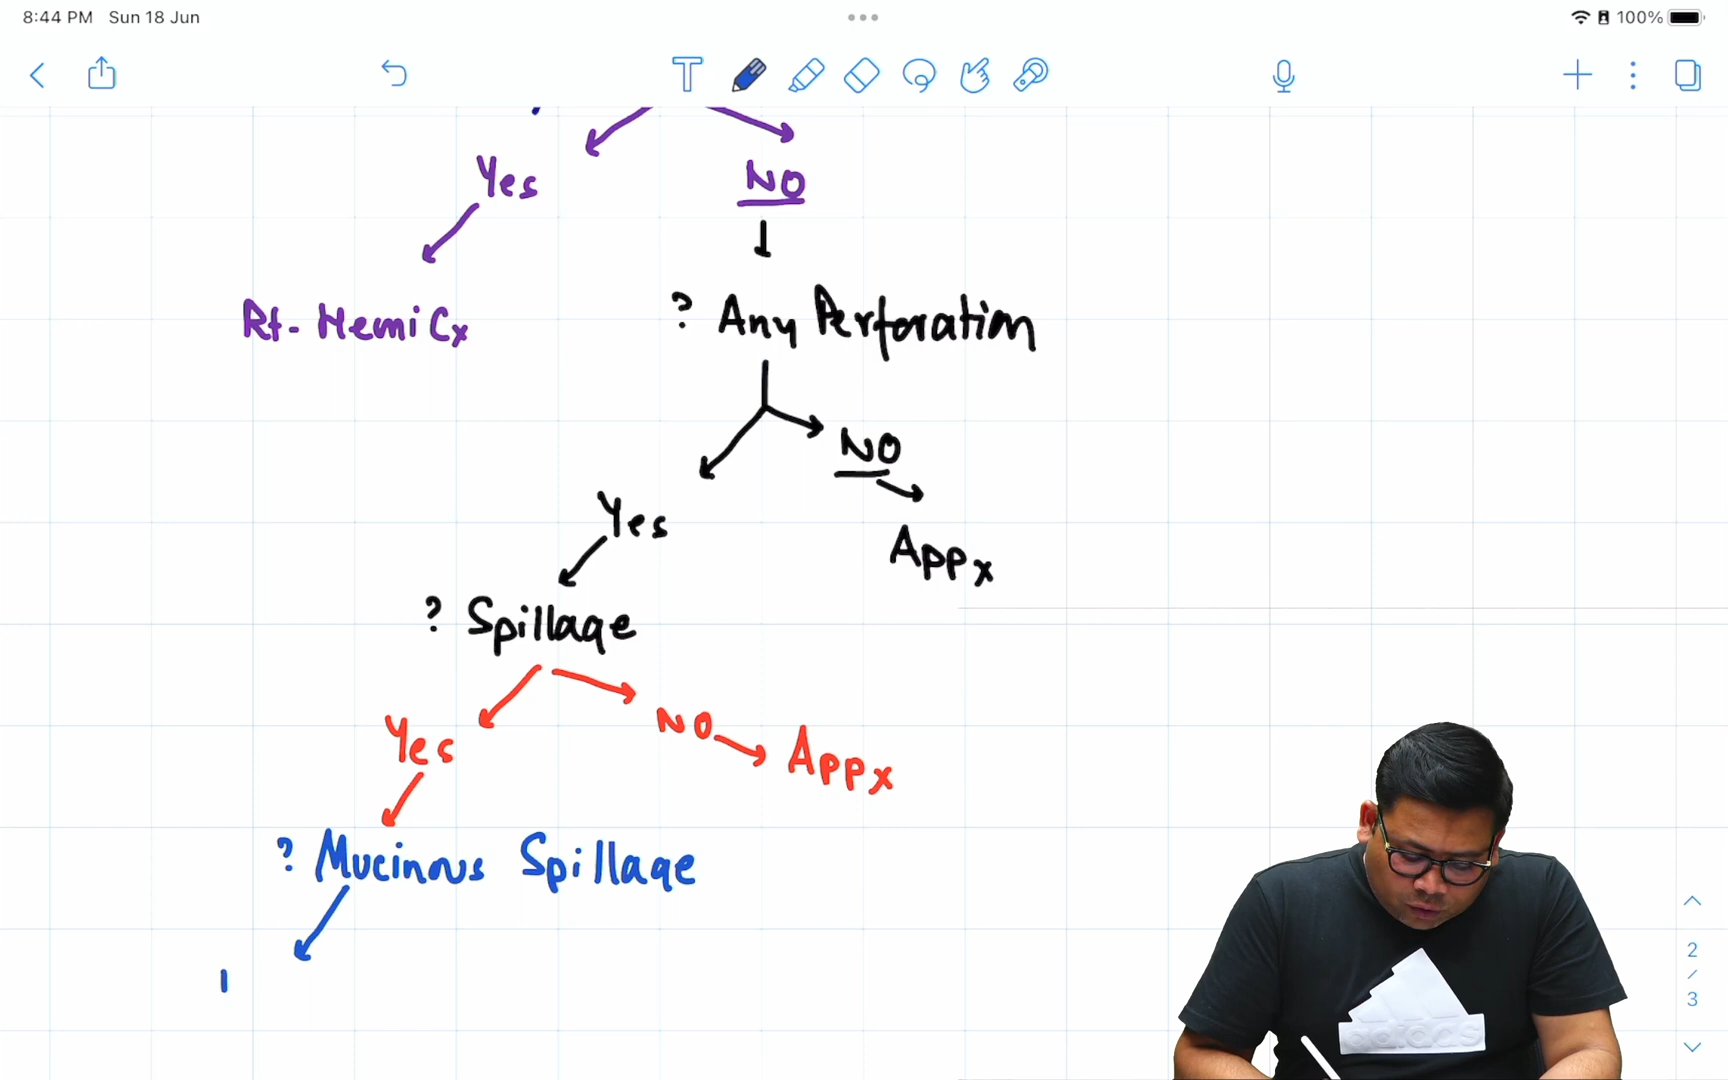 8:44 PM Sun 18 Jun
100%
Yes
NO
Rt- Hemi Cx
? Any Perforation
NO
Yes
Appx
? Spillage
Yes
NO
Appx
? Mucinous Spillage
adidas
2
/
3